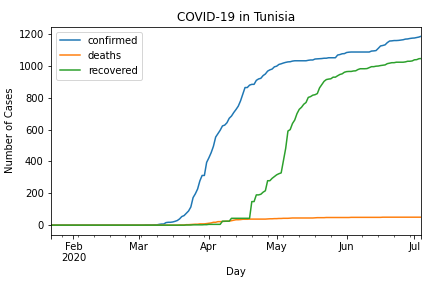 COVID-19 in Tunisia
confirmed
deaths
recovered
1200
1000
800
600
400
200
0
Number of Cases
Feb Mar Apr May Jun Jul
2020
Day